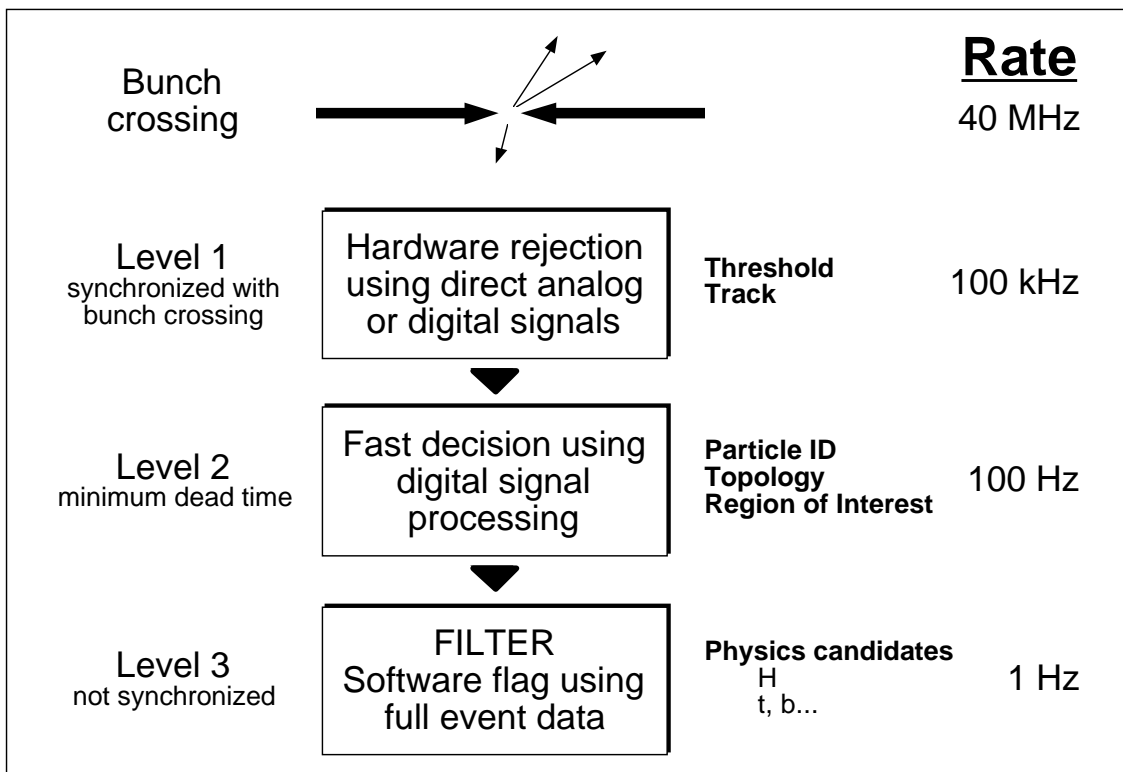 Rate
Bunch
crossing
40 MHz
Level 1
synchronized with
bunch crossing
Hardware rejection
using direct analog
or digital signals
Threshold
Track
100 kHz
Level 2
minimum dead time
Fast decision using
digital signal
processing
Particle ID
Topology
Region of Interest
100 Hz
Level 3
not synchronized
FILTER
Software flag using
full event data
Physics candidates
H
t, b...
1 Hz